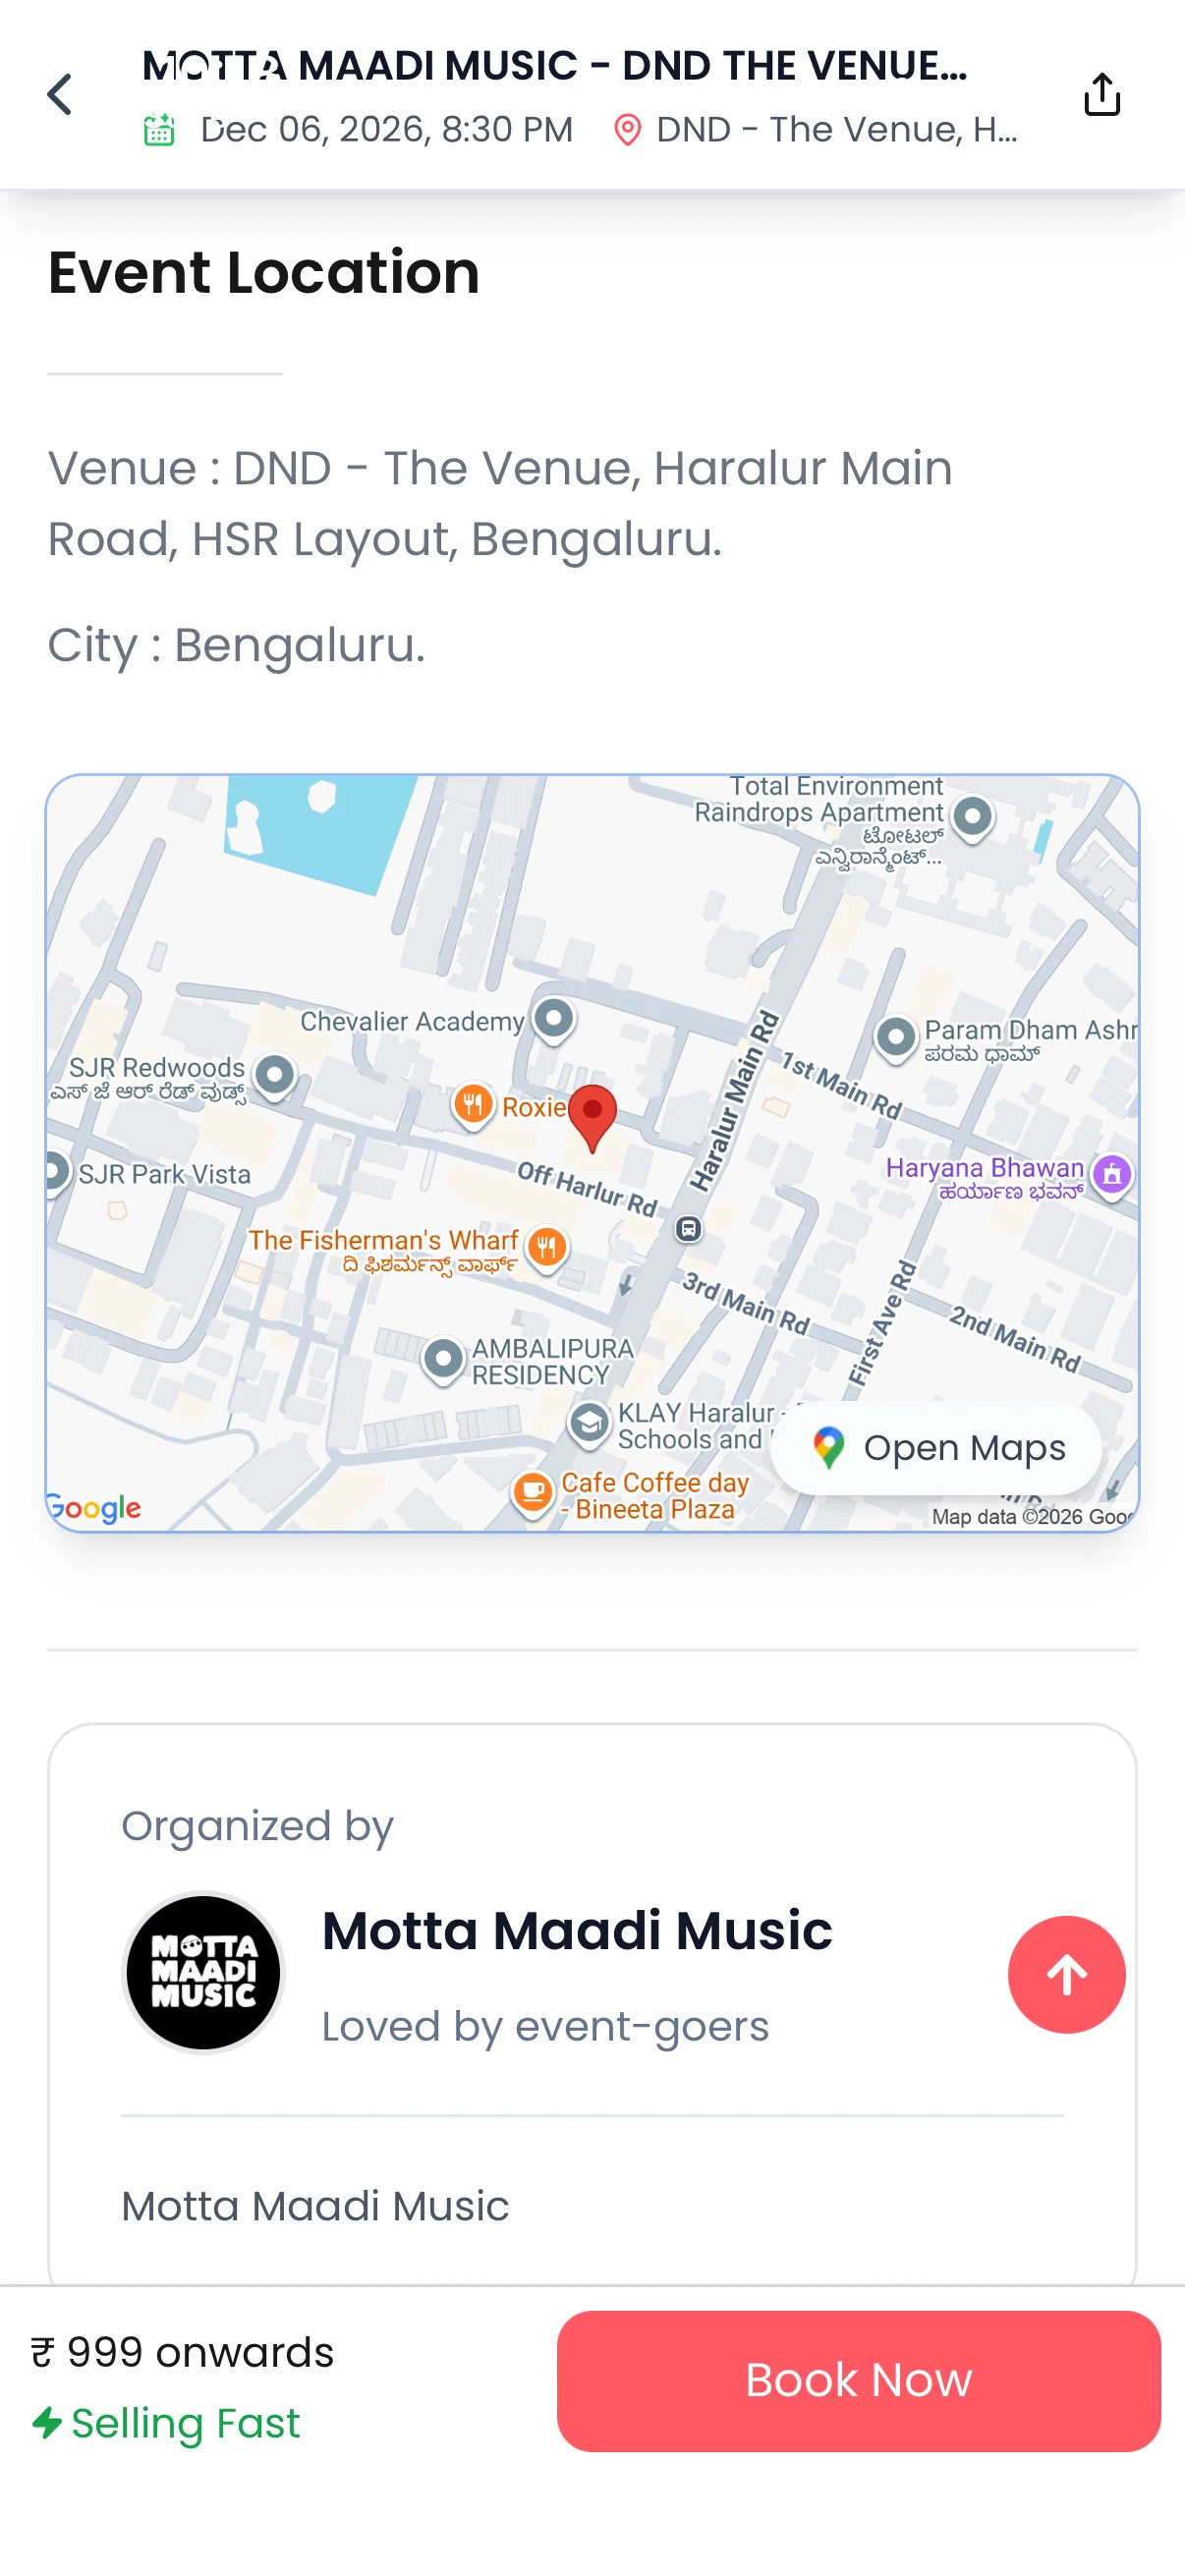 MOTTA MAADI MUSIC - DND THE VENUE...
Dec 06, 2026, 8:30 PM
DND - The Venue, H...
Event Location
Venue : DND - The Venue, Haralur Main
Road, HSR Layout, Bengaluru.
City : Bengaluru.
Total Environment
Raindrops Apartment
ಟೋಟಲ್
ಎನ್ವಿರಾನ್ಮೆಂಟ್...
Chevalier Academy
Haralur Main Rd
1st Main Rd
Param Dham Ashr
ಪರಮ ಧಾಮ್
SJR Redwoods
ಎಸ್ ಜೆ ಆರ್ ರೆಡ್ ವುಡ್ಸ್
Roxie
SJR Park Vista
Off Harlur Rd
Haryana Bhawan
ಹರ್ಯಾಣ ಭವನ್
The Fisherman's Wharf
ದಿ ಫಿಶರ್ಮನ್ಸ್ ವಾರ್ಫ್
3rd Main Rd
First Ave Rd
2nd Main Rd
AMBALIPURA
RESIDENCY
KLAY Haralur -
Schools and
Open Maps
Cafe Coffee day
- Bineeta Plaza
Google
Map data ©2026 Goog
Organized by
MOTTA
MAADI
MUSIC
Motta Maadi Music
Loved by event-goers
Motta Maadi Music
₹ 999 onwards
Selling Fast
Book Now